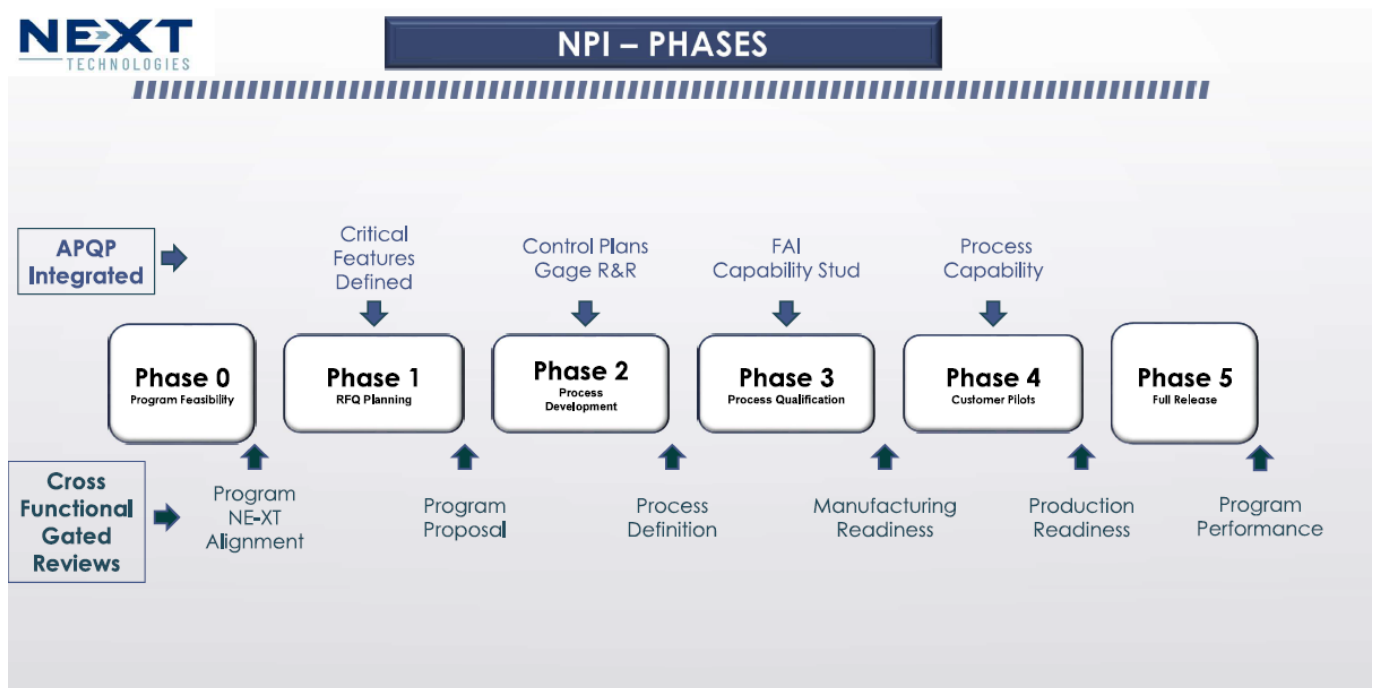 NEXT
TECHNOLOGIES
NPI – PHASES
APQP
Integrated
Critical
Features
Defined
Control Plans
Gage R&R
FAI
Capability Stud
Process
Capability
Phase 0
Program Feasibility
Phase 1
RFQ Planning
Phase 2
Process
Development
Phase 3
Process Qualification
Phase 4
Customer Pilots
Phase 5
Full Release
Cross
Functional
Gated
Reviews
Program
NE-XT
Alignment
Program
Proposal
Process
Definition
Manufacturing
Readiness
Production
Readiness
Program
Performance